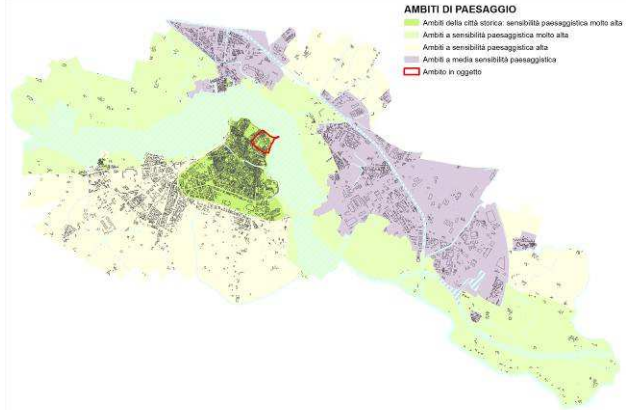 AMBITI DI PAESAGGIO
Ambiti della città storica: sensibilità paesaggistica molto alta
Ambiti a sensibilità paesaggistica molto alta
Ambiti a sensibilità paesaggistica alta
Ambiti a media sensibilità paesaggistica
Ambito in oggetto